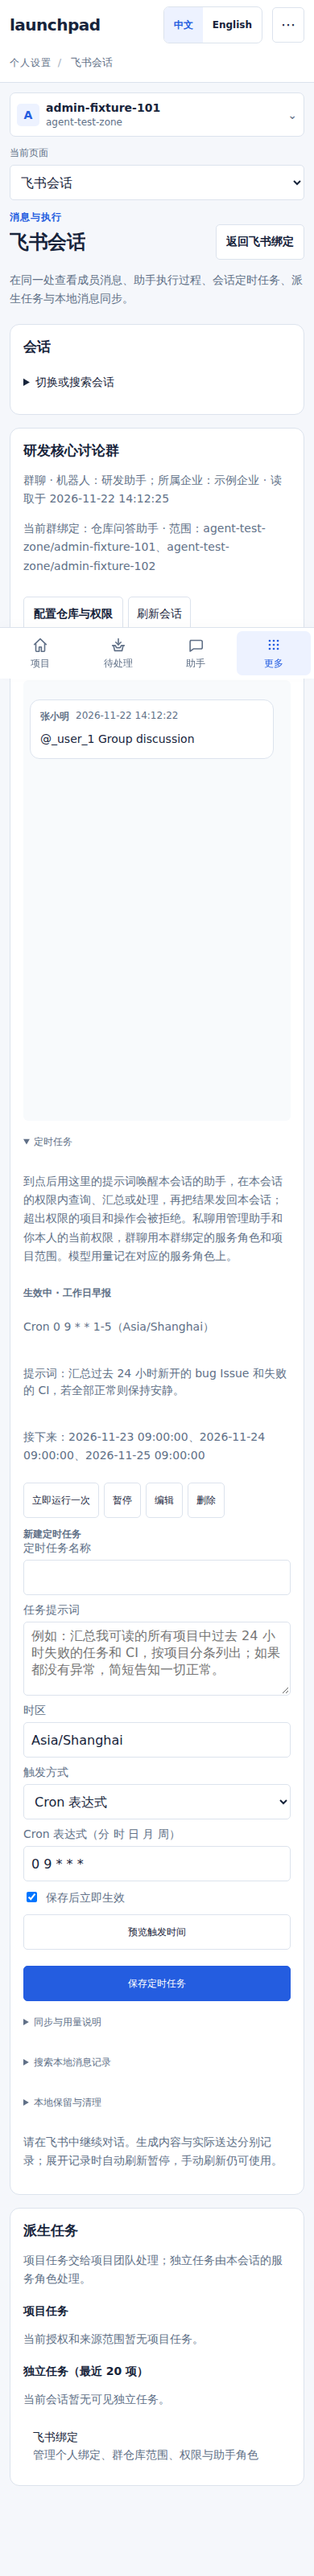 launchpad
中文
English
···
个人设置 / 飞书会话
A
admin-fixture-101
agent-test-zone
当前页面
飞书会话
消息与执行
飞书会话
返回飞书绑定
在同一处查看成员消息、助手执行过程、会话定时任务、派
生任务与本地消息同步。
会话
切换或搜索会话
研发核心讨论群
群聊 · 机器人：研发助手；所属企业：示例企业 · 读
取于 2026-11-22 14:12:25
当前群绑定：仓库问答助手 · 范围：agent-test-
zone/admin-fixture-101、agent-test-
zone/admin-fixture-102
配置仓库与权限
刷新会话
项目
待处理
助手
更多
张小明 2026-11-22 14:12:22
@_user_1 Group discussion
定时任务
到点后用这里的提示词唤醒本会话的助手，在本会话
的权限内查询、汇总或处理，再把结果发回本会话；
超出权限的项目和操作会被拒绝。私聊用管理助手和
你本人的当前权限，群聊用本群绑定的服务角色和项
目范围。模型用量记在对应的服务角色上。
生效中 · 工作日早报
Cron 0 9 * * 1-5（Asia/Shanghai）
提示词：汇总过去 24 小时新开的 bug Issue 和失败
的 CI，若全部正常则保持安静。
接下来：2026-11-23 09:00:00、2026-11-24
09:00:00、2026-11-25 09:00:00
立即运行一次
暂停
编辑
删除
新建定时任务
定时任务名称
任务提示词
例如：汇总我可读的所有项目中过去 24 小
时失败的任务和 CI，按项目分条列出；如果
都没有异常，简短告知一切正常。
时区
Asia/Shanghai
触发方式
Cron 表达式
Cron 表达式（分 时 日 月 周）
0 9 * * *
保存后立即生效
预览触发时间
保存定时任务
同步与用量说明
搜索本地消息记录
本地保留与清理
请在飞书中继续对话。生成内容与实际送达分别记
录；展开记录时自动刷新暂停，手动刷新仍可使用。
派生任务
项目任务交给项目团队处理；独立任务由本会话的服
务角色处理。
项目任务
当前授权和来源范围暂无项目任务。
独立任务（最近 20 项）
当前会话暂无可见独立任务。
飞书绑定
管理个人绑定、群仓库范围、权限与助手角色